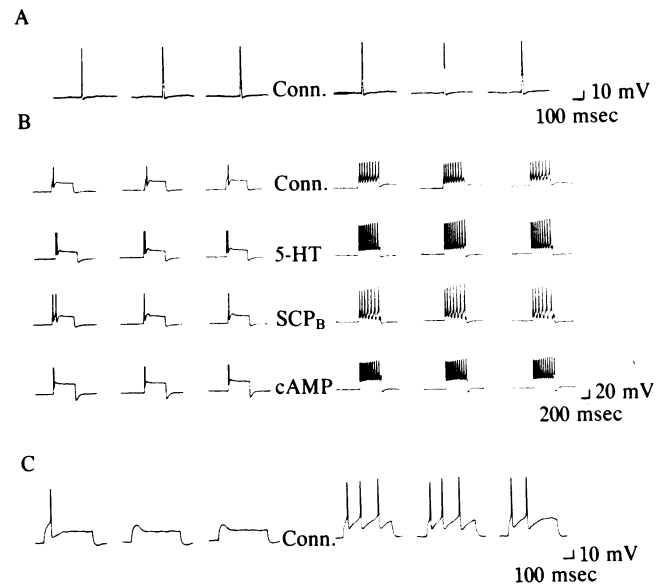 A
Conn.
10 mV
100 msec
B
Conn.
5-HT
SCPB
cAMP
20 mV
200 msec
C
Conn.
10 mV
100 msec